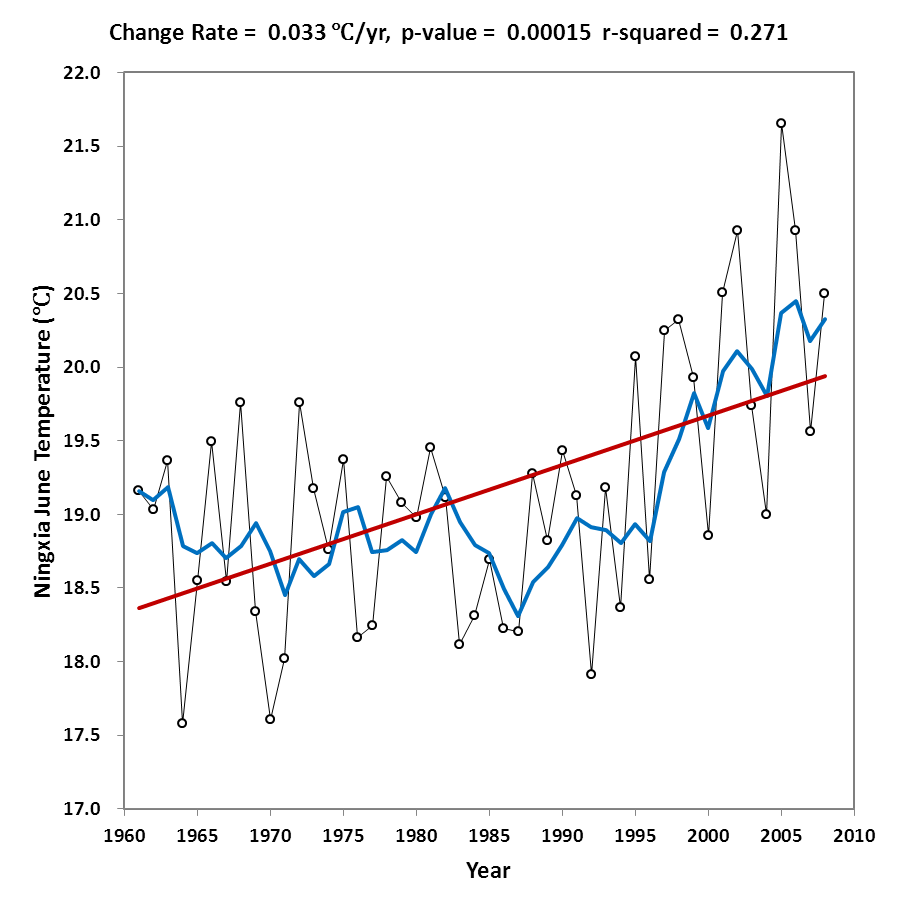 Change Rate = 0.033 ℃/yr, p-value = 0.00015 r-squared = 0.271
22.0
21.5
21.0
20.5
20.0
19.5
19.0
18.5
18.0
17.5
17.0
Ningxia June Temperature (℃)
1960 1965 1970 1975 1980 1985 1990 1995 2000 2005 2010
Year